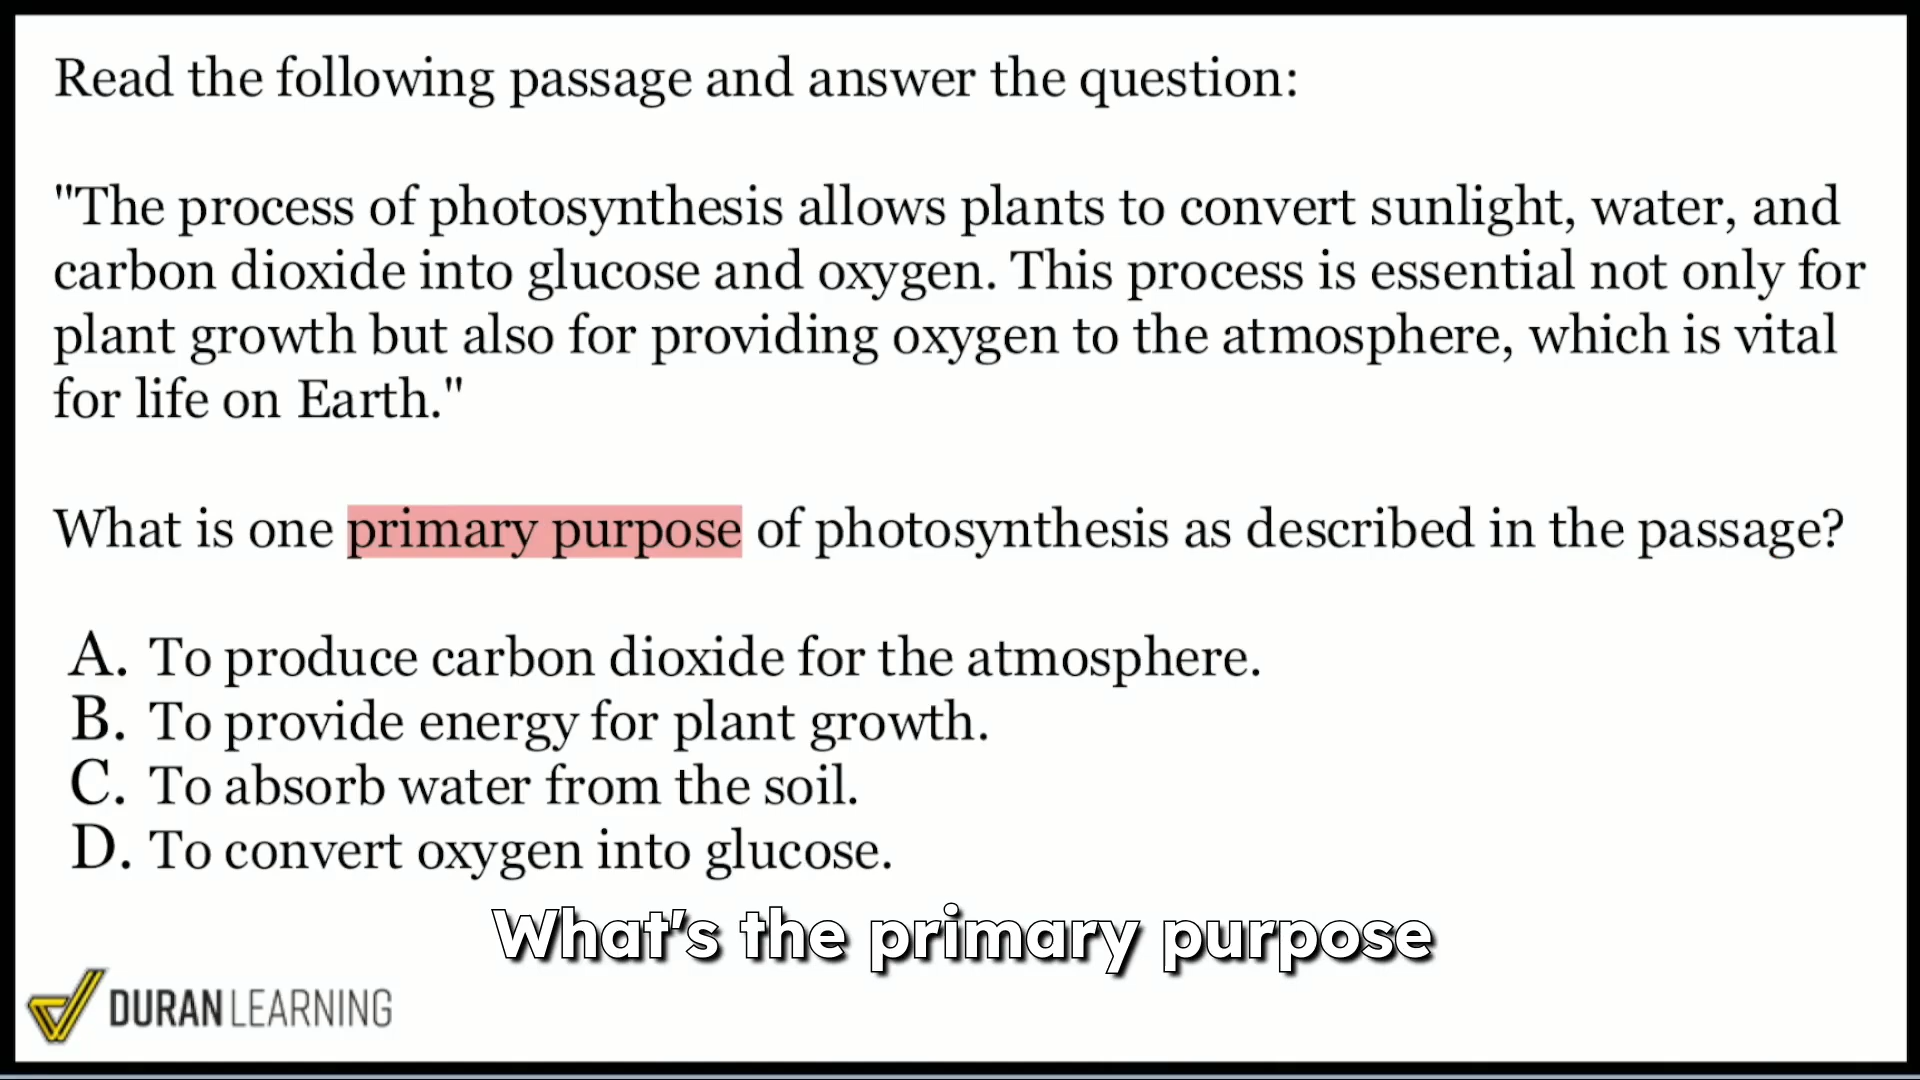 Read the following passage and answer the question:
"The process of photosynthesis allows plants to convert sunlight, water, and
carbon dioxide into glucose and oxygen. This process is essential not only for
plant growth but also for providing oxygen to the atmosphere, which is vital
for life on Earth."
What is one primary purpose of photosynthesis as described in the passage?
A. To produce carbon dioxide for the atmosphere.
B. To provide energy for plant growth.
C. To absorb water from the soil.
D. To convert oxygen into glucose.
What's the primary purpose
DURAN LEARNING